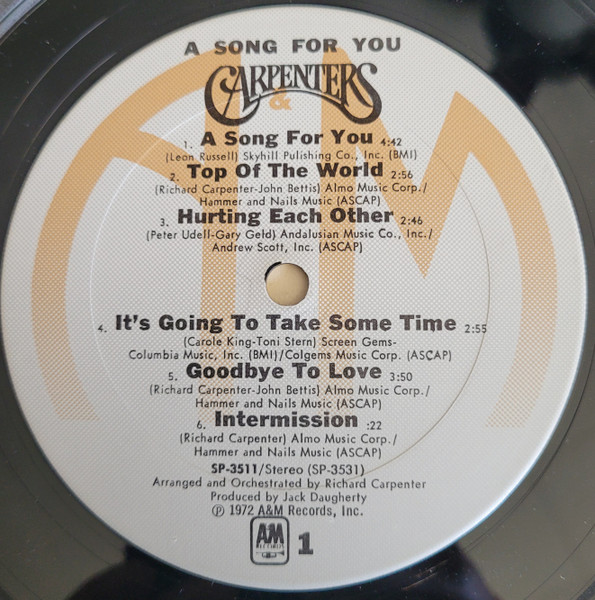 A SONG FOR YOU
CARPENTERS
1. A Song For You 4:42
(Leon Russell) Skyhill Pulishing Co., Inc. (BMI)
2. Top Of The World 2:56
(Richard Carpenter-John Bettis) Almo Music Corp./
Hammer and Nails Music (ASCAP)
3. Hurting Each Other 2:46
(Peter Udell-Gary Geld) Andalusian Music Co., Inc./
Andrew Scott, Inc. (ASCAP)
4. It's Going To Take Some Time 2:55
(Carole King-Toni Stern) Screen Gems-
Columbia Music, Inc. (BMI)/Colgems Music Corp. (ASCAP)
5. Goodbye To Love 3:50
(Richard Carpenter-John Bettis) Almo Music Corp./
Hammer and Nails Music (ASCAP)
6. Intermission :22
(Richard Carpenter) Almo Music Corp./
Hammer and Nails Music (ASCAP)
SP-3511/Stereo (SP-3531)
Arranged and Orchestrated by Richard Carpenter
Produced by Jack Daugherty
℗ 1972 A&M Records, Inc.
A&M RECORDS 1